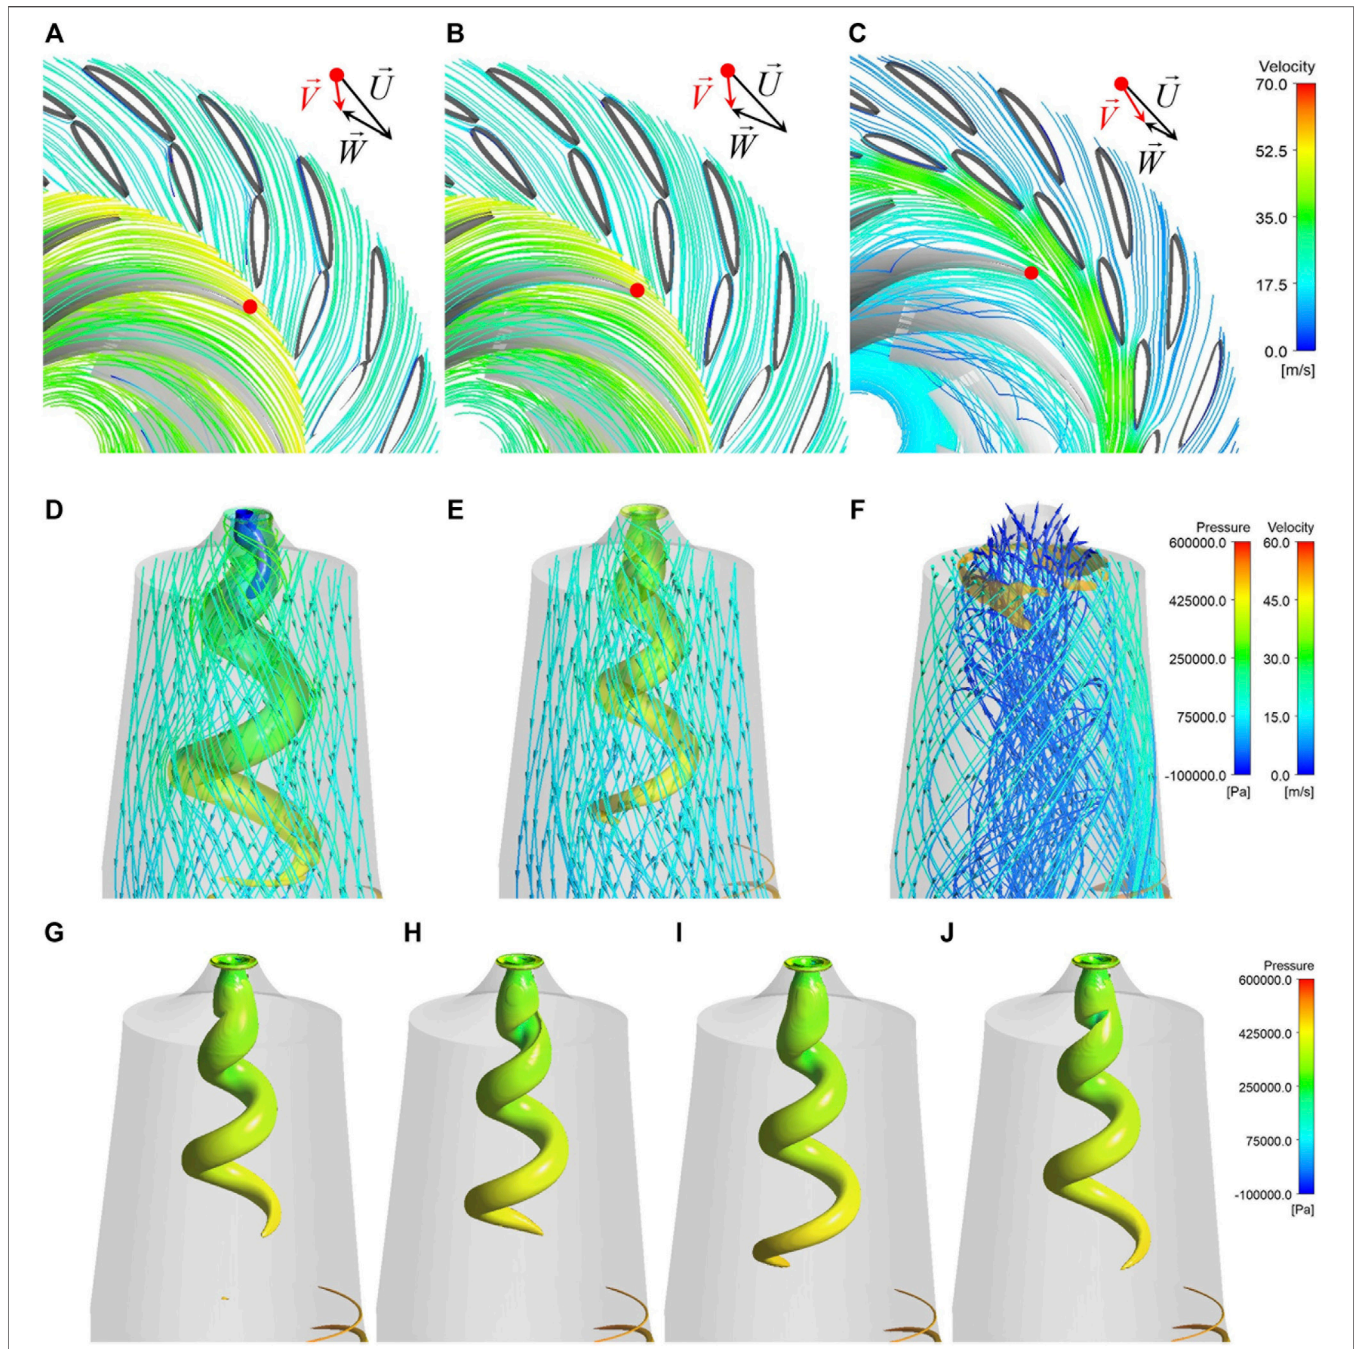 A
B
C
V U W
V U W
V U W
Velocity
70.0
52.5
35.0
17.5
0.0
[m/s]
D
E
F
Pressure Velocity
600000.0 60.0
425000.0 45.0
250000.0 30.0
75000.0 15.0
-100000.0 0.0
[Pa] [m/s]
G
H
I
J
Pressure
600000.0
425000.0
250000.0
75000.0
-100000.0
[Pa]